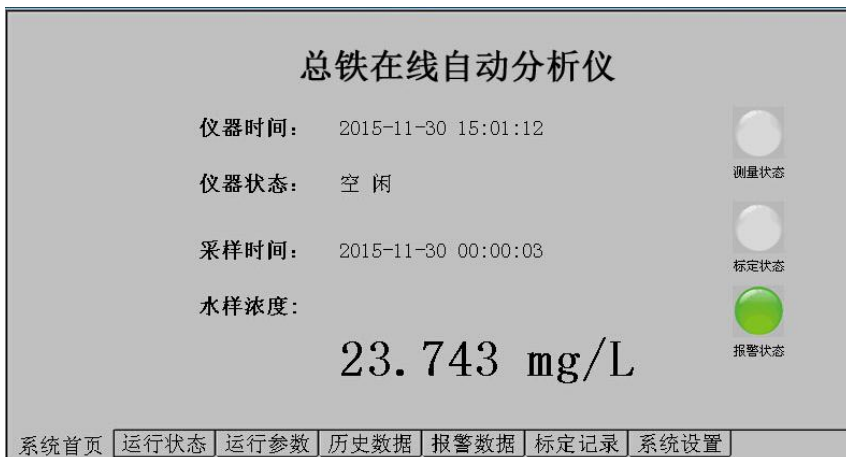 总铁在线自动分析仪
仪器时间： 2015-11-30 15:01:12
测量状态
仪器状态： 空 闲
采样时间： 2015-11-30 00:00:03
标定状态
水样浓度:
23.743 mg/L
报警状态
系统首页 运行状态 运行参数 历史数据 报警数据 标定记录 系统设置